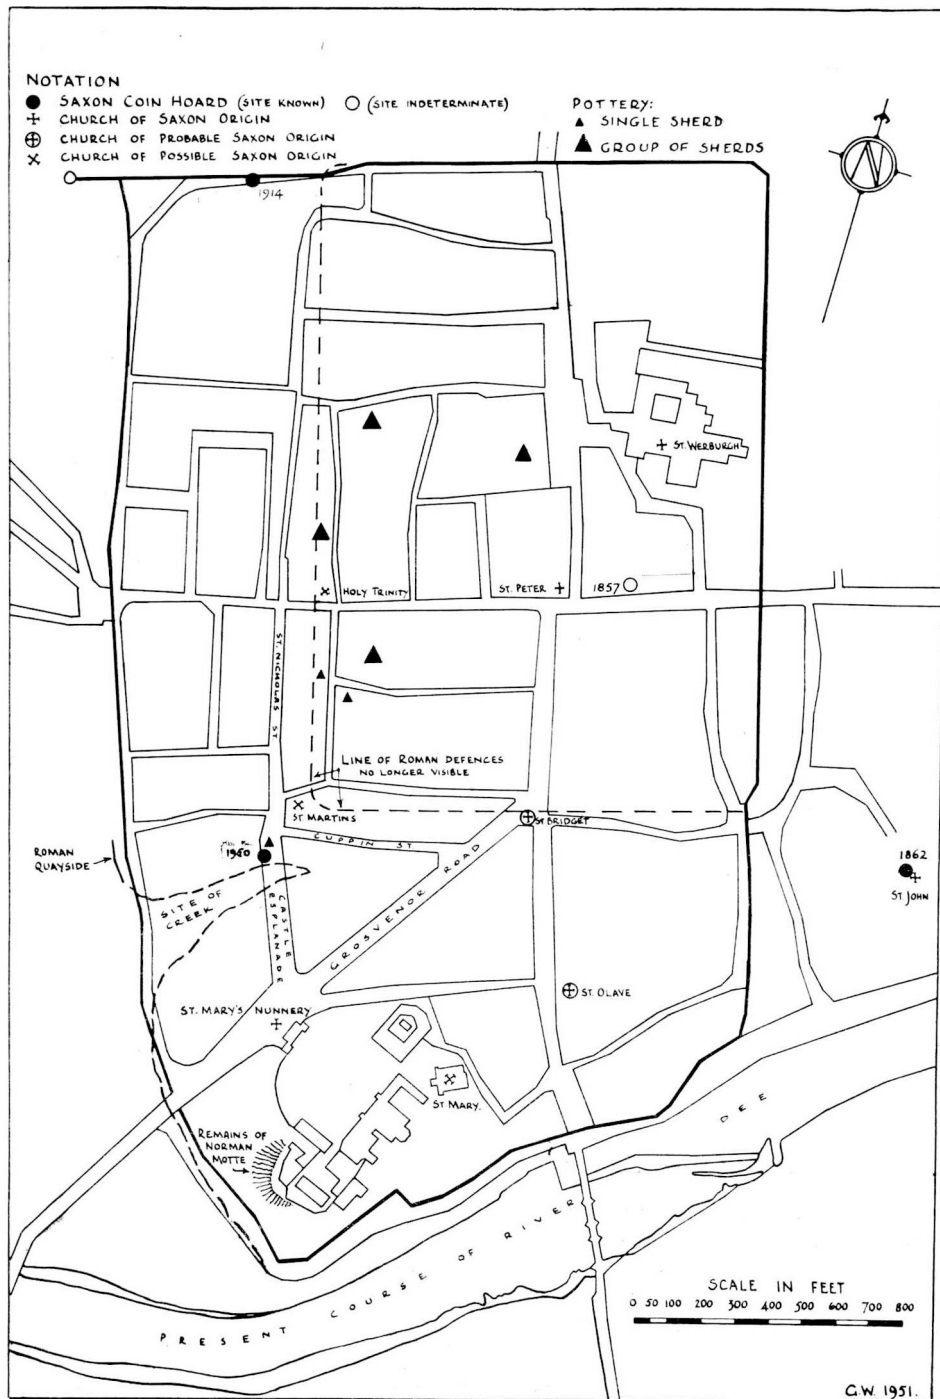 NOTATION
SAXON COIN HOARD (SITE KNOWN) (SITE INDETERMINATE)
CHURCH OF SAXON ORIGIN
CHURCH OF PROBABLE SAXON ORIGIN
CHURCH OF POSSIBLE SAXON ORIGIN
POTTERY:
SINGLE SHERD
GROUP OF SHERDS
N
1914
ST. WERBURGH
HOLY TRINITY
ST. PETER
1857
ST. NICHOLAS ST
LINE OF ROMAN DEFENCES
NO LONGER VISIBLE
ST MARTINS
ST BRIDGET
CUPPIN ST
1950
ROMAN
QUAYSIDE
SITE OF
CREEK
CASTLE
ESPLANADE
GROSVENOR ROAD
1862
ST. JOHN
ST. OLAVE
ST. MARY'S NUNNERY
ST MARY.
REMAINS OF
NORMAN
MOTTE
PRESENT COURSE OF RIVER DEE
SCALE IN FEET
0 50 100 200 300 400 500 600 700 800
G.W. 1951.